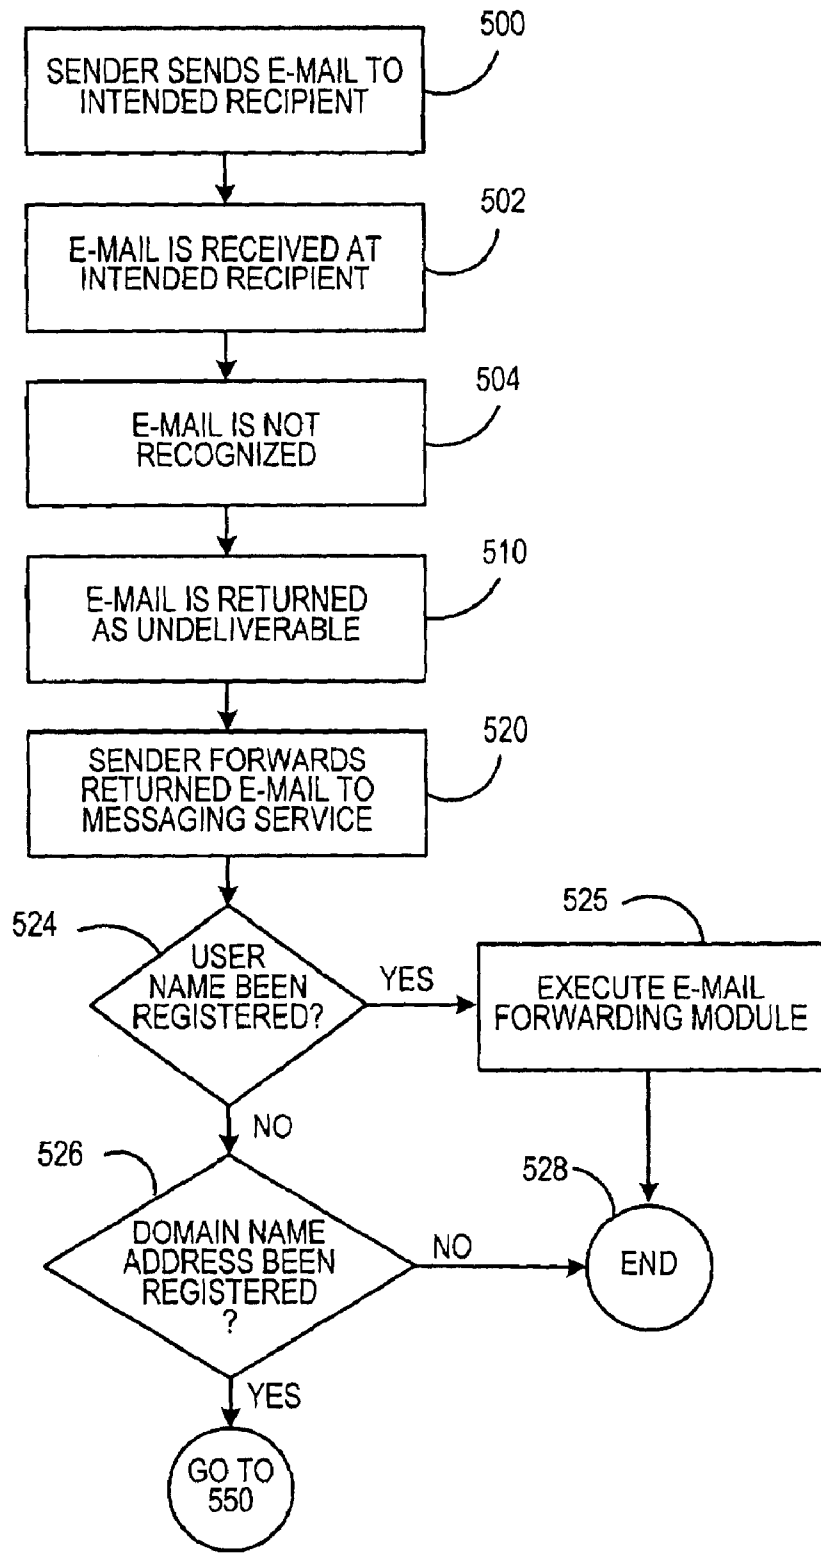 500
SENDER SENDS E-MAIL TO
INTENDED RECIPIENT
502
E-MAIL IS RECEIVED AT
INTENDED RECIPIENT
504
E-MAIL IS NOT
RECOGNIZED
510
E-MAIL IS RETURNED
AS UNDELIVERABLE
520
SENDER FORWARDS
RETURNED E-MAIL TO
MESSAGING SERVICE
524
USER
NAME BEEN
REGISTERED?
YES
525
EXECUTE E-MAIL
FORWARDING MODULE
NO
526
DOMAIN NAME
ADDRESS BEEN
REGISTERED
?
NO
528
END
YES
GO TO
550